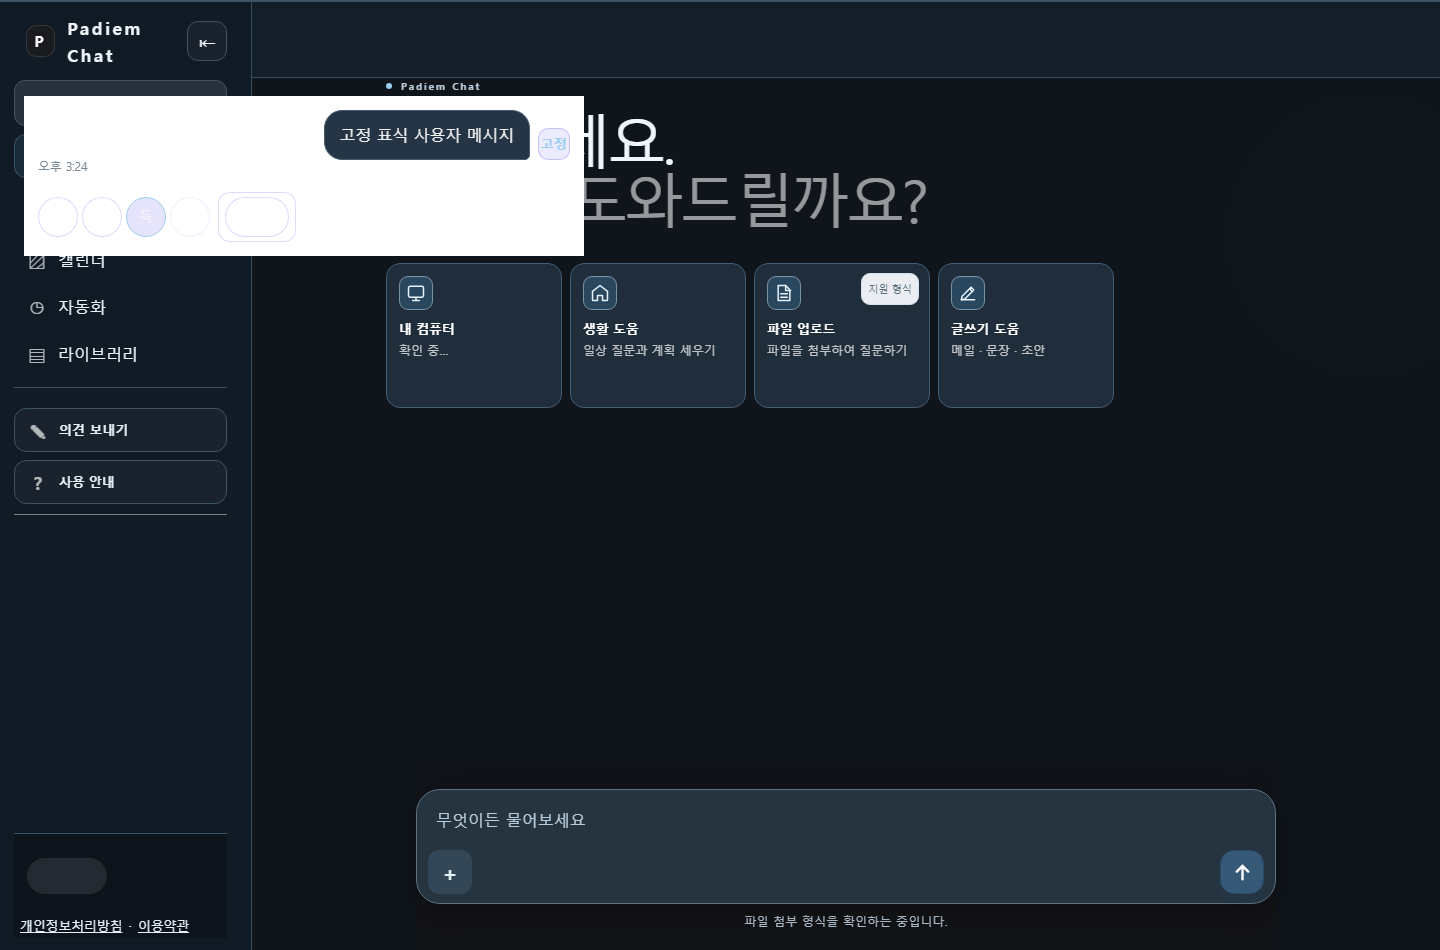 P
Padiem
Chat
Padiem Chat
고정 표식 사용자 메시지
고정
오후 3:24
득
세요.
도와드릴까요?
캘린더
자동화
라이브러리
의견 보내기
? 사용 안내
내 컴퓨터
확인 중...
생활 도움
일상 질문과 계획 세우기
지원 형식
파일 업로드
파일을 첨부하여 질문하기
글쓰기 도움
메일 · 문장 · 초안
무엇이든 물어보세요
+
파일 첨부 형식을 확인하는 중입니다.
개인정보처리방침 · 이용약관